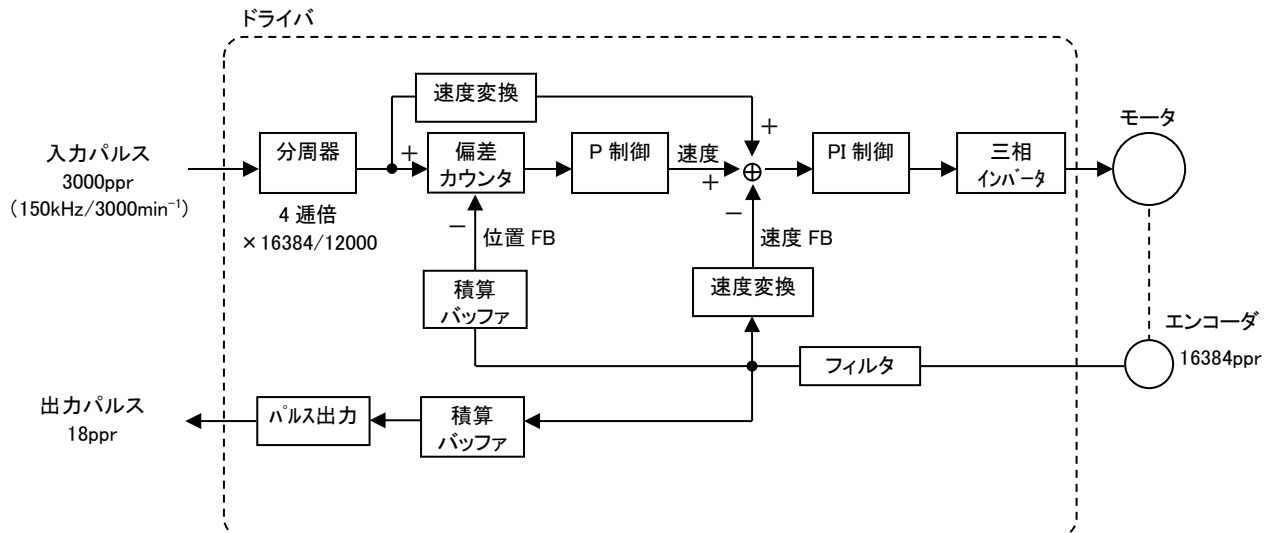 ドライバ
速度変換
モータ
入力パルス
3000ppr
(150kHz/3000min⁻¹)
分周器
4 逓倍
×16384/12000
+
偏差
カウンタ
P 制御
速度
+
+
⊕
PI 制御
三相
インバータ
−
位置 FB
−
速度 FB
積算
バッファ
速度変換
エンコーダ
16384ppr
フィルタ
出力パルス
18ppr
パルス出力
積算
バッファ